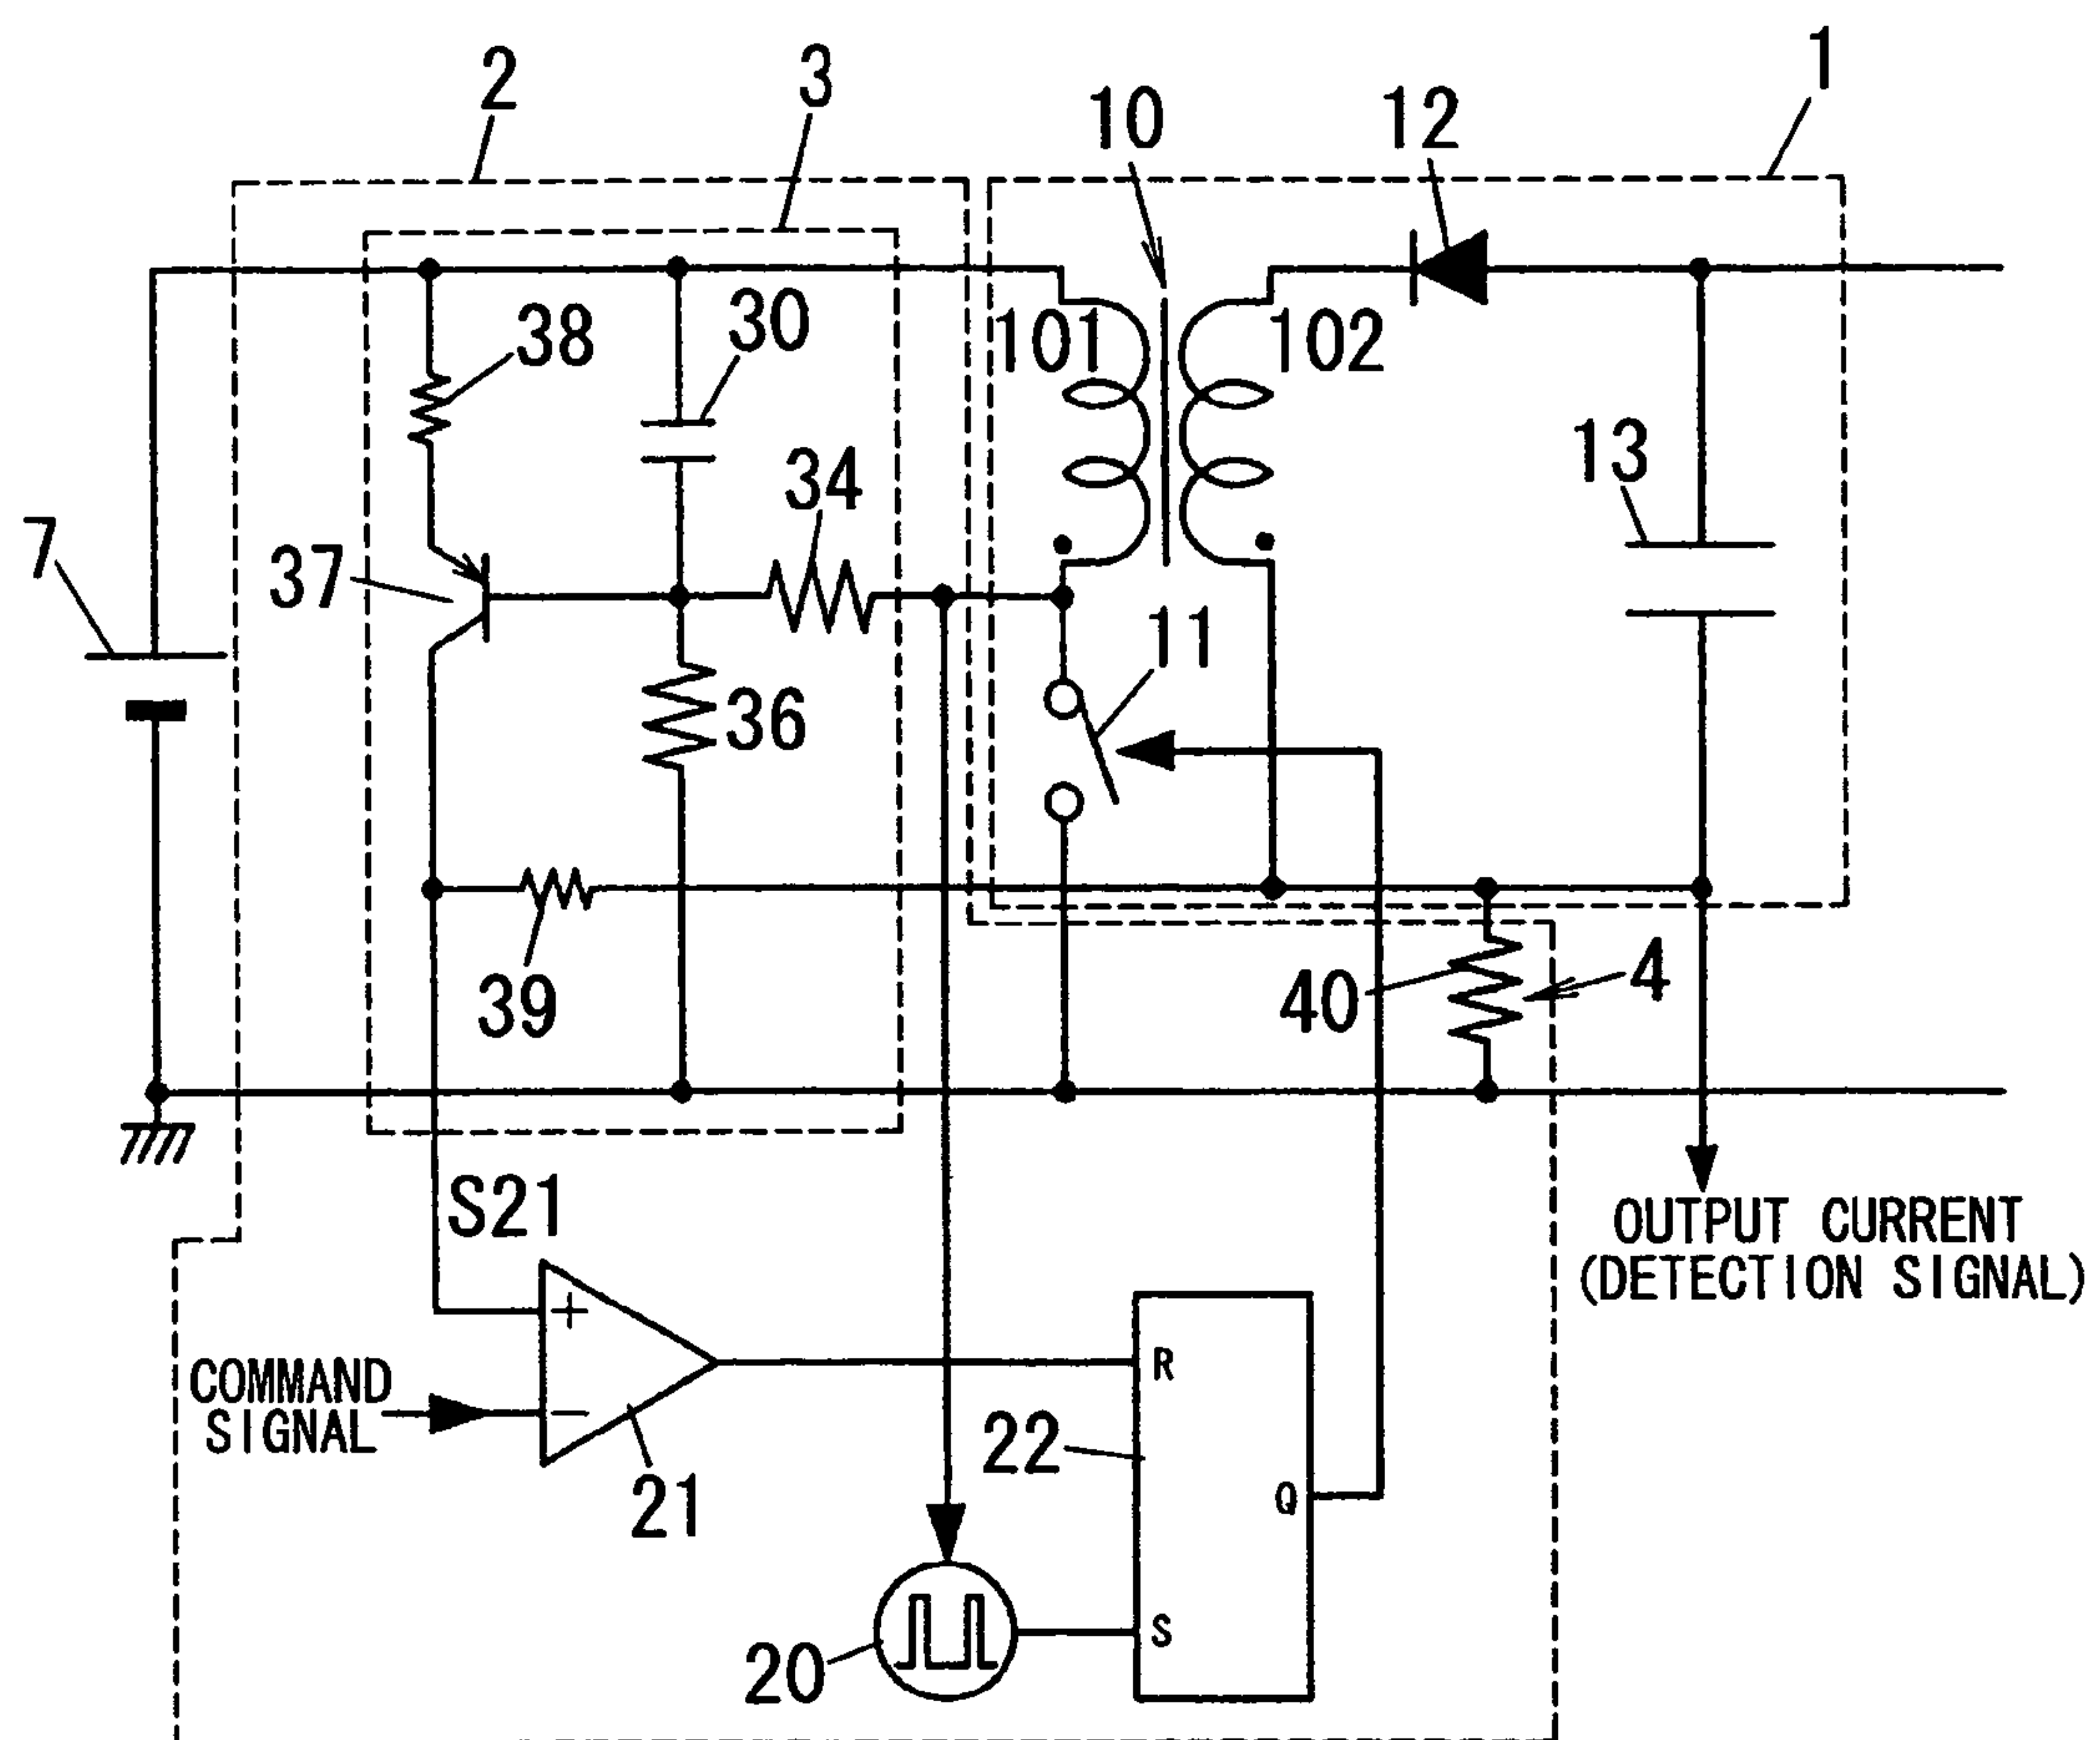 2
3
1
10
12
38
30
101
102
34
13
7
37
11
36
39
40
4
S21
OUTPUT CURRENT
(DETECTION SIGNAL)
+
R
COMMAND
SIGNAL
−
22
21
Q
20
S